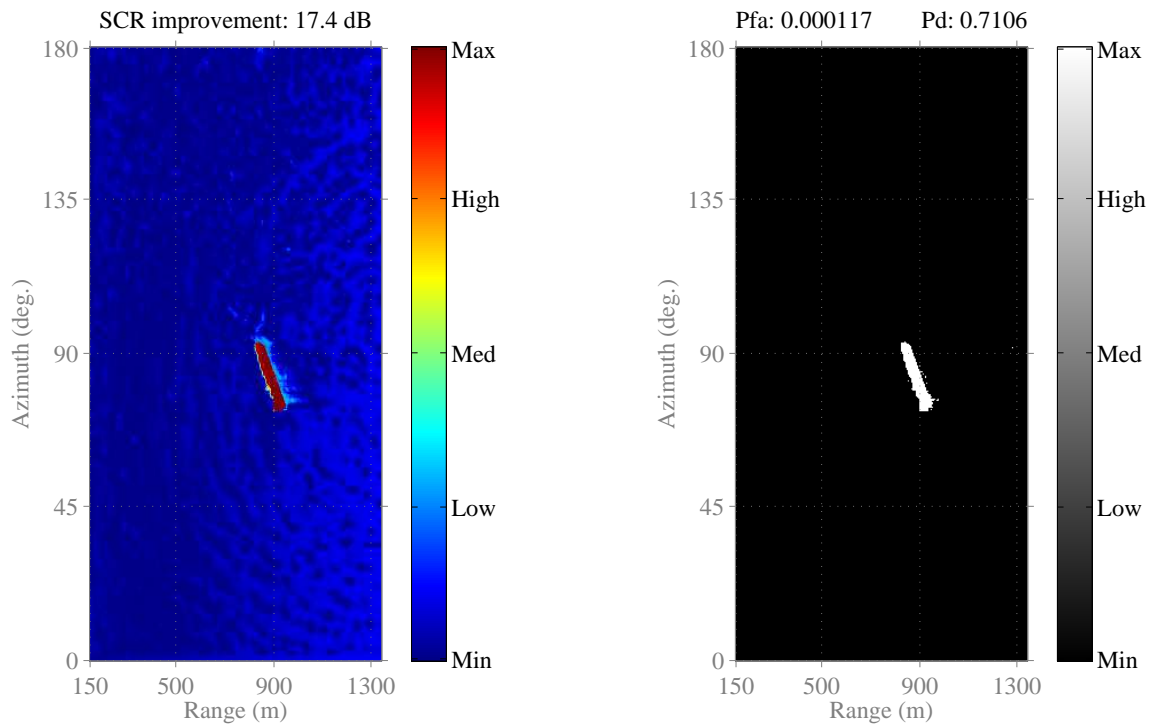 SCR improvement: 17.4 dB
180
135
90
45
0
Azimuth (deg.)
150 500 900 1300
Range (m)
Max
High
Med
Low
Min
Pfa: 0.000117 Pd: 0.7106
180
135
90
45
0
Azimuth (deg.)
150 500 900 1300
Range (m)
Max
High
Med
Low
Min